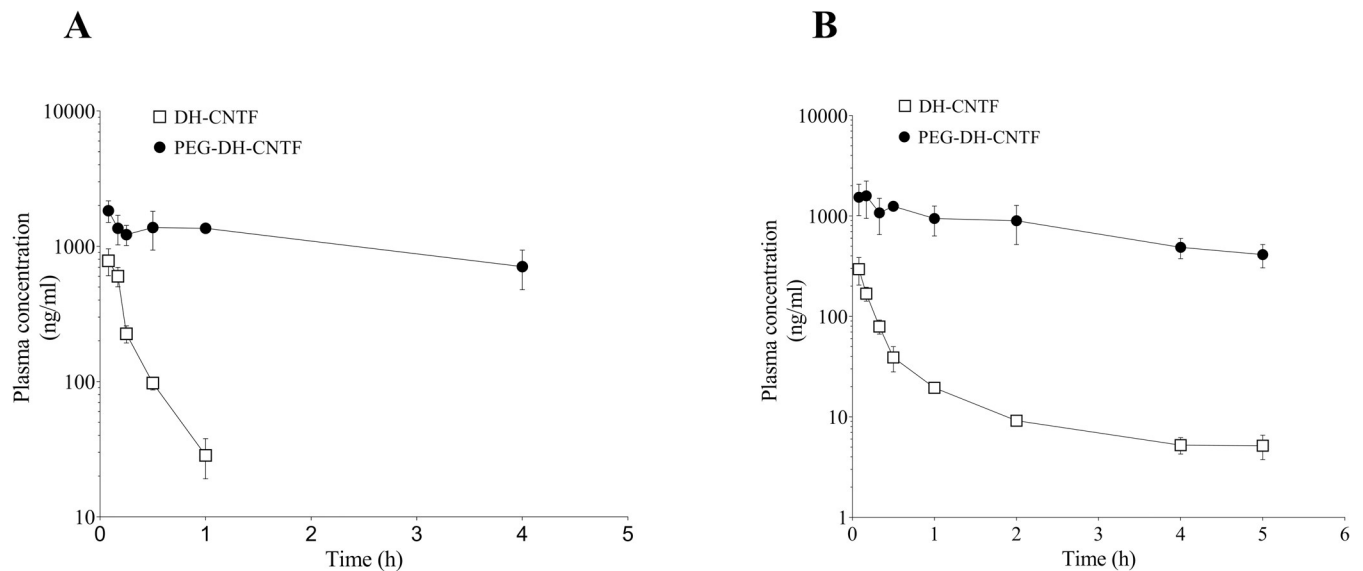 A
DH-CNTF
PEG-DH-CNTF
Plasma concentration
(ng/ml)
10000
1000
100
10
0 1 2 3 4 5
Time (h)
B
DH-CNTF
PEG-DH-CNTF
Plasma concentration
(ng/ml)
10000
1000
100
10
1
0 1 2 3 4 5 6
Time (h)